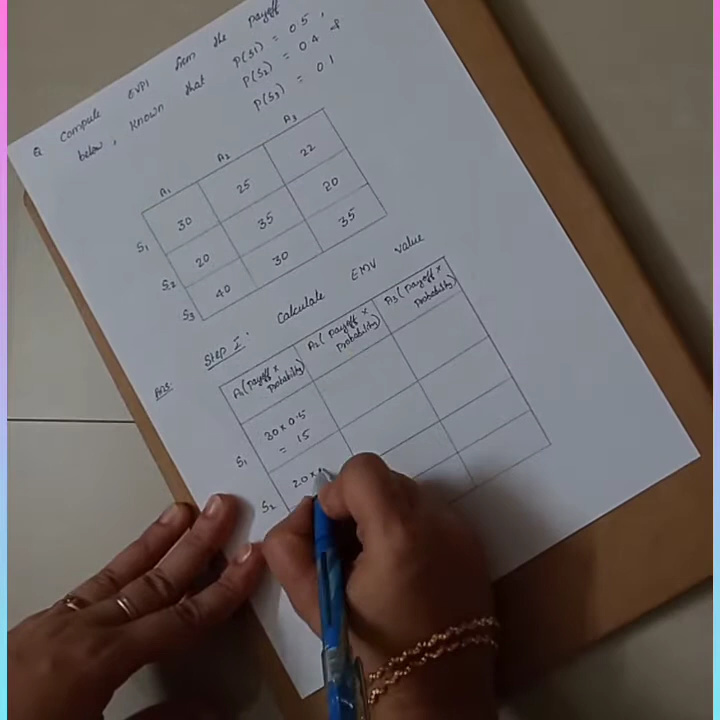 Q Compute EVPI from the payoff
below, known that P(S1) = 0.5,
P(S2) = 0.4 &
P(S3) = 0.1
A1 A2 A3
S1 30 25 22
S2 20 35 20
S3 40 30 35
Ans: Step I: Calculate EMV value
A1 (payoff × probability) A2 (payoff × probability) A3 (payoff × probability)
S1 30 × 0.5
= 15
S2 20 ×